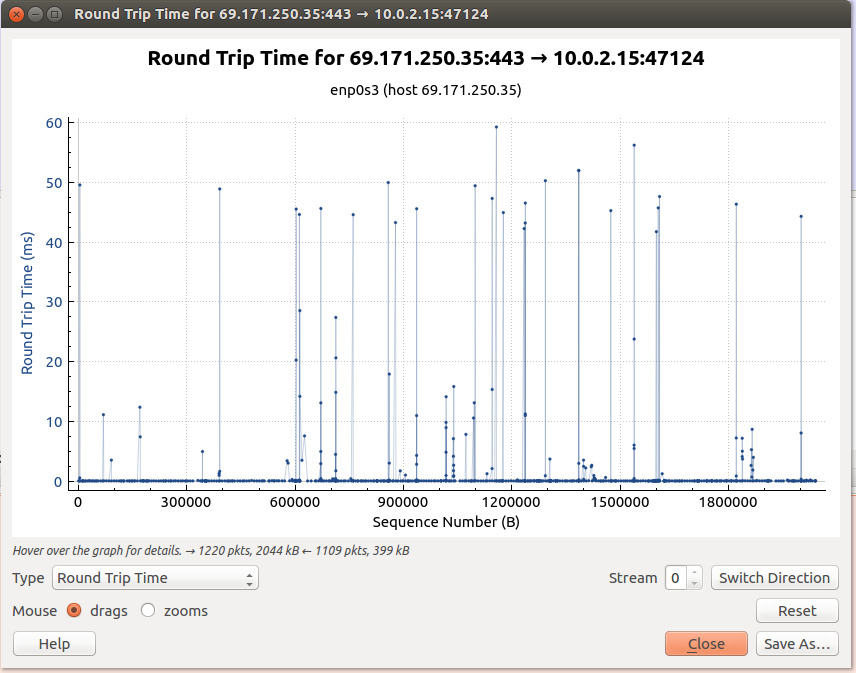 Round Trip Time for 69.171.250.35:443 → 10.0.2.15:47124
Round Trip Time for 69.171.250.35:443 → 10.0.2.15:47124
enp0s3 (host 69.171.250.35)
60
50
40
30
20
10
0
Round Trip Time (ms)
0 300000 600000 900000 1200000 1500000 1800000
Sequence Number (B)
Hover over the graph for details. → 1220 pkts, 2044 kB ← 1109 pkts, 399 kB
Type Round Trip Time Stream 0 Switch Direction
Mouse drags zooms Reset
Help Close Save As...